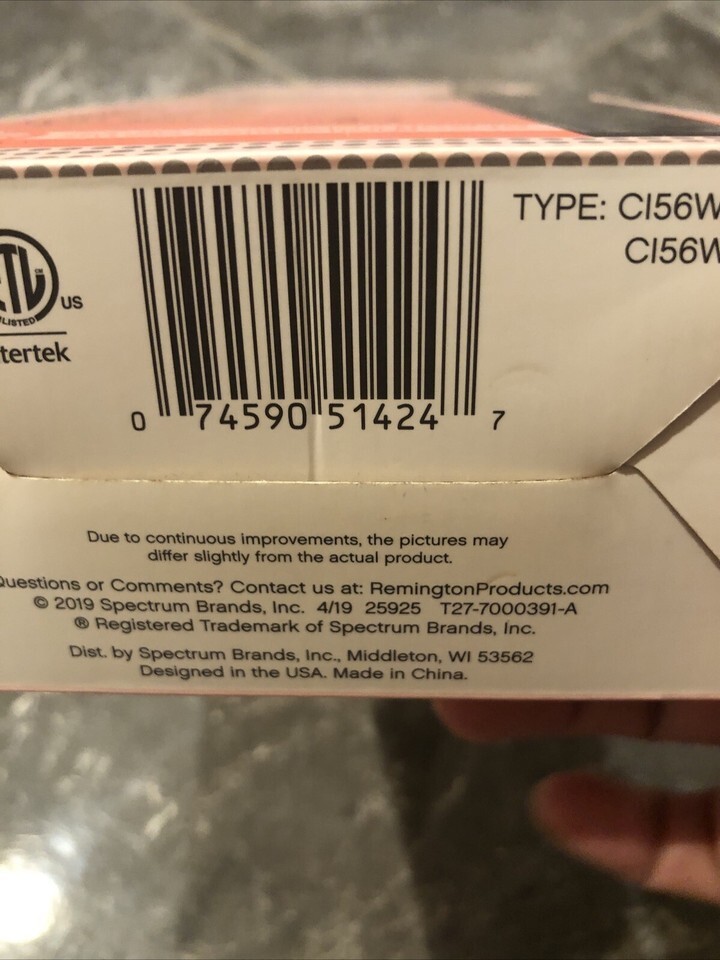 TYPE: CI56W
CI56W
ETL
CM
US
LISTED
tertek
0 74590 51424 7
Due to continuous improvements, the pictures may
differ slightly from the actual product.
Questions or Comments? Contact us at: RemingtonProducts.com
© 2019 Spectrum Brands, Inc. 4/19 25925 T27-7000391-A
® Registered Trademark of Spectrum Brands, Inc.
Dist. by Spectrum Brands, Inc., Middleton, WI 53562
Designed in the USA. Made in China.